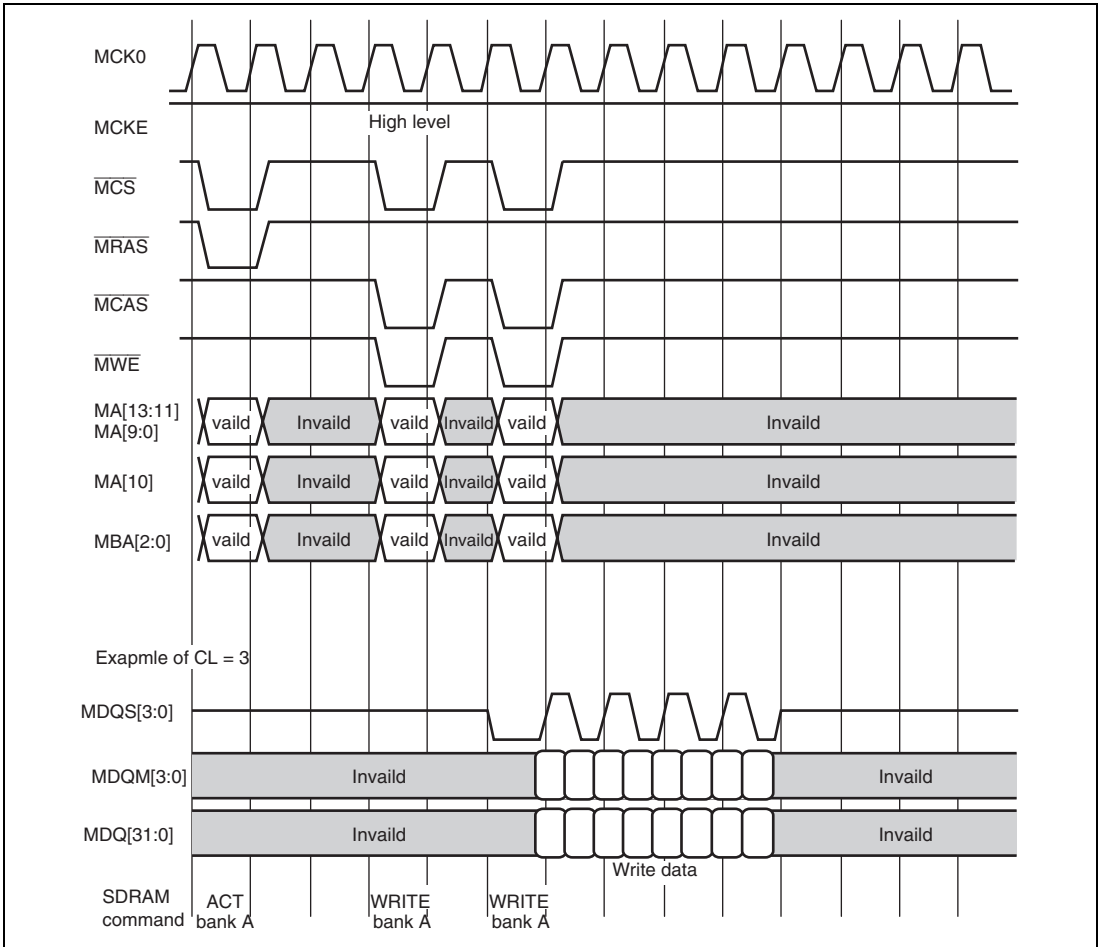 MCK0
MCKE
High level
MCS
MRAS
MCAS
MWE
MA[13:11]
MA[9:0]
vaild Invaild vaild Invaild vaild Invaild
MA[10]
vaild Invaild vaild Invaild vaild Invaild
MBA[2:0]
vaild Invaild vaild Invaild vaild Invaild
Exapmle of CL = 3
MDQS[3:0]
MDQM[3:0]
Invaild Invaild
MDQ[31:0]
Invaild Invaild
Write data
SDRAM
command
ACT
bank A
WRITE
bank A
WRITE
bank A